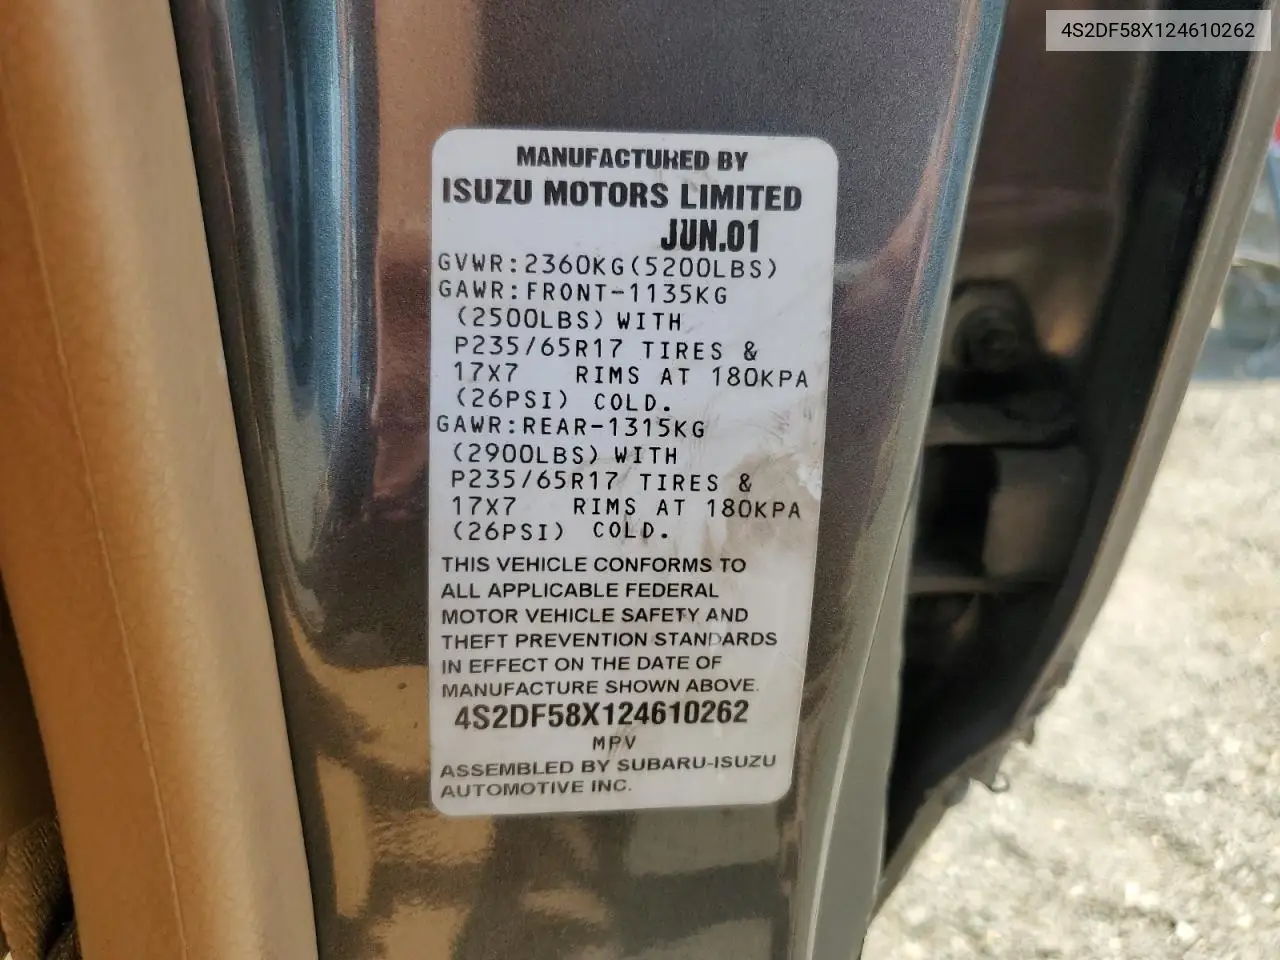 4S2DF58X124610262
MANUFACTURED BY
ISUZU MOTORS LIMITED
JUN.01
GVWR:2360KG(5200LBS)
GAWR:FRONT-1135KG
(2500LBS) WITH
P235/65R17 TIRES &
17X7 RIMS AT 180KPA
(26PSI) COLD.
GAWR:REAR-1315KG
(2900LBS) WITH
P235/65R17 TIRES &
17X7 RIMS AT 180KPA
(26PSI) COLD.
THIS VEHICLE CONFORMS TO
ALL APPLICABLE FEDERAL
MOTOR VEHICLE SAFETY AND
THEFT PREVENTION STANDARDS
IN EFFECT ON THE DATE OF
MANUFACTURE SHOWN ABOVE.
4S2DF58X124610262
MPV
ASSEMBLED BY SUBARU-ISUZU
AUTOMOTIVE INC.